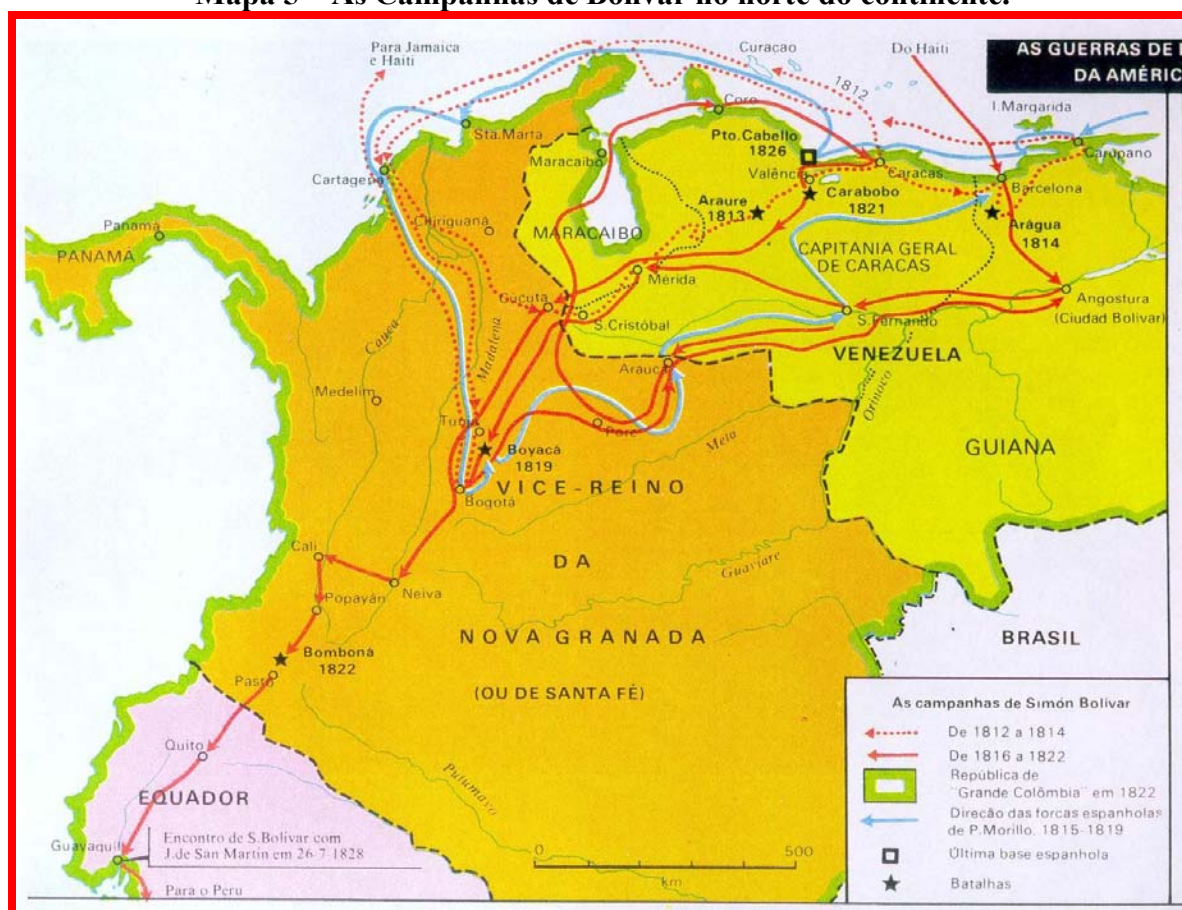 Mapa 3 – As Campanhas de Bolívar no norte do continente.
Para Jamaica
e Haiti
Curacao
Do Haiti
AS GUERRAS DE
DA AMÉRIC
1812
I.Margarida
Coro
Sta.Marta
Pto.Cabello
1826
Carúpano
Maracaibo
Valência
Caracas
Cartagena
Barcelona
Carabobo
1821
Araure
1813
Arágua
1814
Chiriguaná
Panamá
PANAMÁ
MARACAIBO
CAPITANIA GERAL
DE CARACAS
Mérida
Cúcuta
Angostura
(Ciudad Bolivar)
S.Cristóbal
S.Fernando
Cauca
Madalena
VENEZUELA
Arauca
Orinoco
Medelim
Tunja
Pore
Meta
GUIANA
Boyacá
1819
VICE-REINO
Bogotá
Cali
DA
Guaviare
Neiva
Popayán
NOVA GRANADA
BRASIL
Bomboná
1822
Pasto
(OU DE SANTA FÉ)
As campanhas de Simón Bolívar
De 1812 a 1814
De 1816 a 1822
República de
"Grande Colômbia" em 1822
Direcão das forcas espanholas
de P.Morillo, 1815-1819
Última base espanhola
Batalhas
Quito
Putumayo
EQUADOR
Encontro de S.Bolívar com
J.de San Martín em 26-7-1828
Guayaquil
0 500
km
Para o Peru